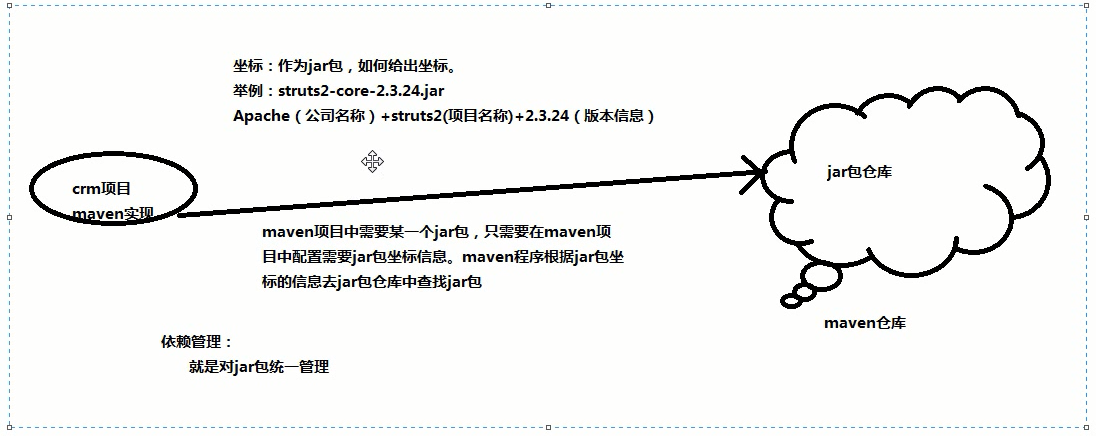 坐标：作为jar包，如何给出坐标。
举例：struts2-core-2.3.24.jar
Apache（公司名称）+struts2(项目名称)+2.3.24（版本信息）
crm项目
maven实现
jar包仓库
maven项目中需要某一个jar包，只需要在maven项
目中配置需要jar包坐标信息。maven程序根据jar包坐
标的信息去jar包仓库中查找jar包
maven仓库
依赖管理：
就是对jar包统一管理